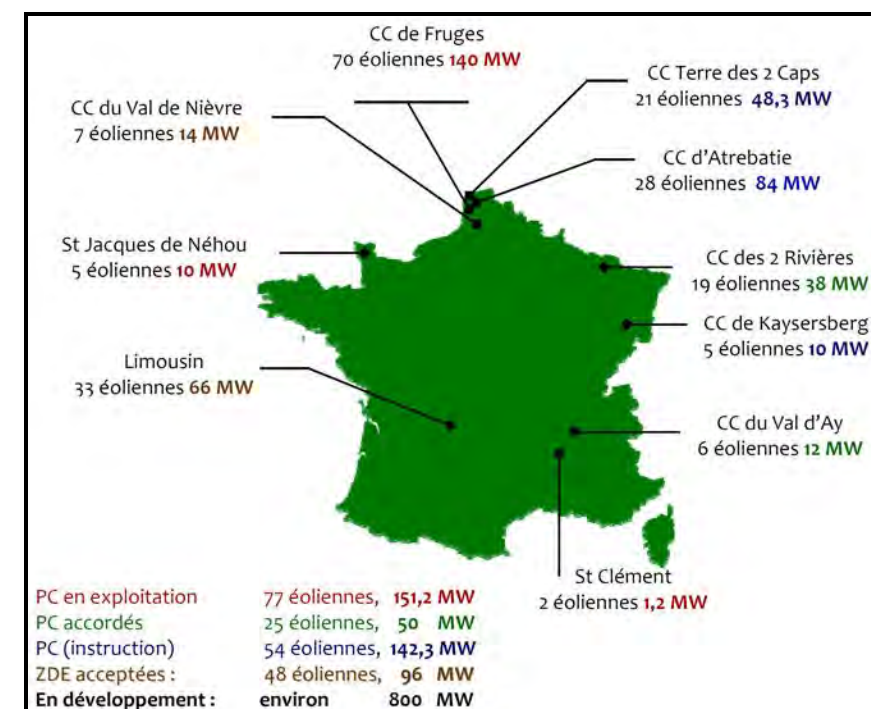 CC de Fruges
70 éoliennes 140 MW
CC Terre des 2 Caps
21 éoliennes 48,3 MW
CC du Val de Nièvre
7 éoliennes 14 MW
CC d'Atrebatie
28 éoliennes 84 MW
St Jacques de Néhou
5 éoliennes 10 MW
CC des 2 Rivières
19 éoliennes 38 MW
CC de Kaysersberg
5 éoliennes 10 MW
Limousin
33 éoliennes 66 MW
CC du Val d'Ay
6 éoliennes 12 MW
St Clément
2 éoliennes 1,2 MW
PC en exploitation 77 éoliennes, 151,2 MW
PC accordés 25 éoliennes, 50 MW
PC (instruction) 54 éoliennes, 142,3 MW
ZDE acceptées : 48 éoliennes, 96 MW
En développement : environ 800 MW